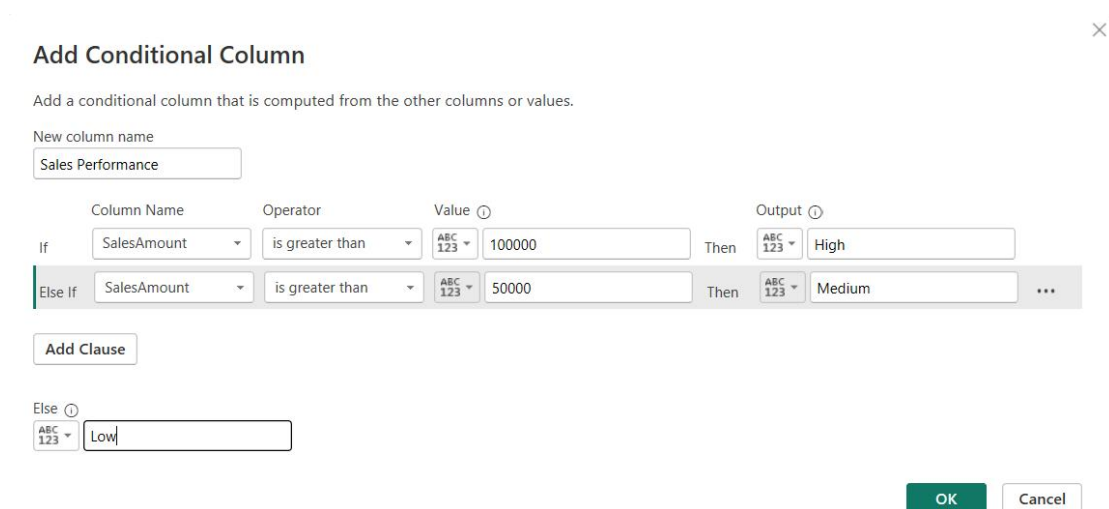 Add Conditional Column
Add a conditional column that is computed from the other columns or values.
New column name
Sales Performance
Column Name Operator Value Output
If SalesAmount is greater than ABC 123 100000 Then ABC 123 High
Else If SalesAmount is greater than ABC 123 50000 Then ABC 123 Medium ...
Add Clause
Else
ABC 123 Low
OK Cancel